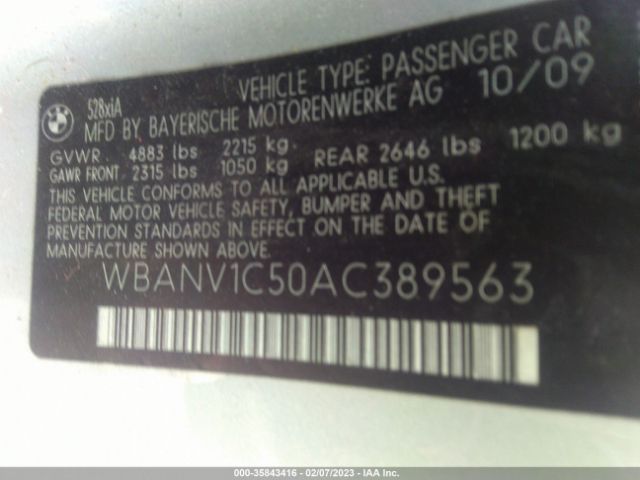 VEHICLE TYPE: PASSENGER CAR
528xiA
MFD BY BAYERISCHE MOTORENWERKE AG 10/09
GVWR 4883 lbs 2215 kg
GAWR FRONT 2315 lbs 1050 kg REAR 2646 lbs 1200 kg
THIS VEHICLE CONFORMS TO ALL APPLICABLE U.S.
FEDERAL MOTOR VEHICLE SAFETY, BUMPER AND THEFT
PREVENTION STANDARDS IN EFFECT ON THE DATE OF
MANUFACTURE SHOWN ABOVE.
WBANV1C50AC389563
000-35843416 - 02/07/2023 - IAA Inc.